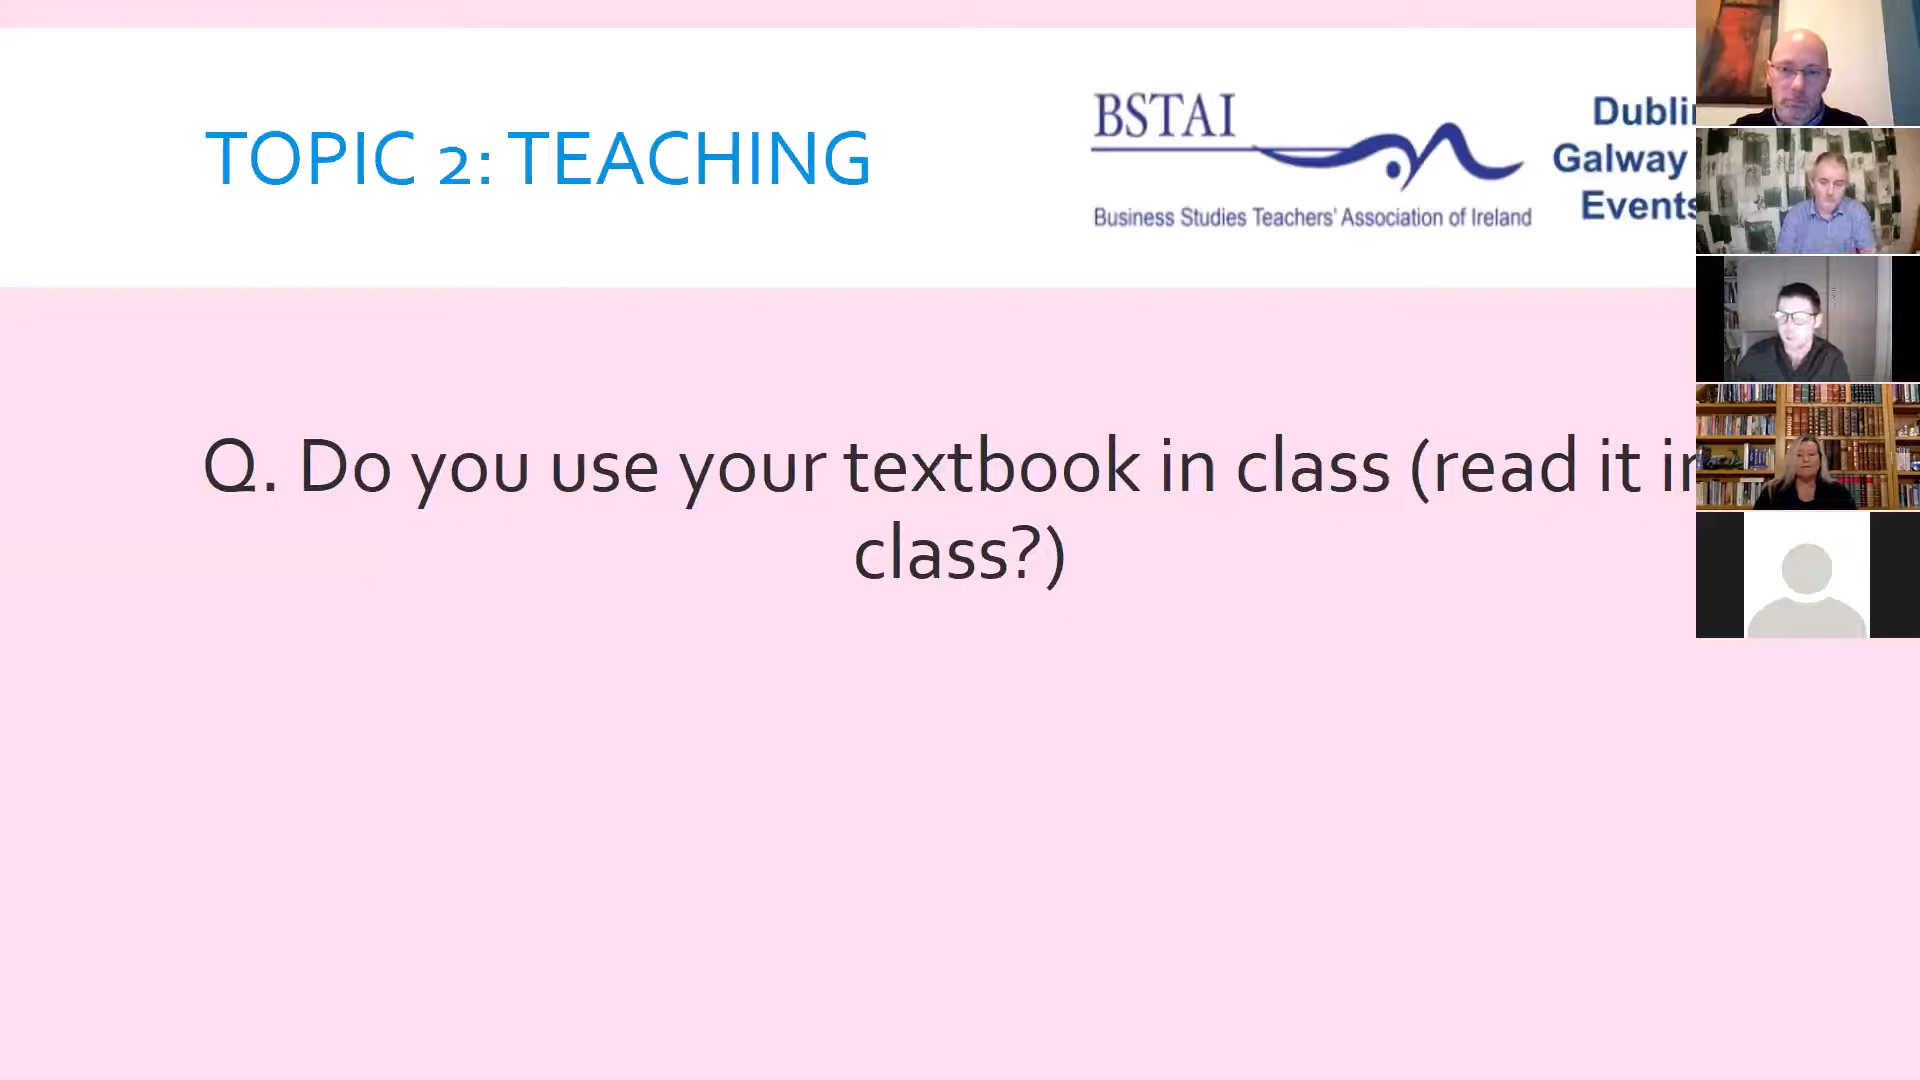 TOPIC 2: TEACHING
BSTAI
Business Studies Teachers' Association of Ireland
Galway
Q. Do you use your textbook in class (read it
class?)